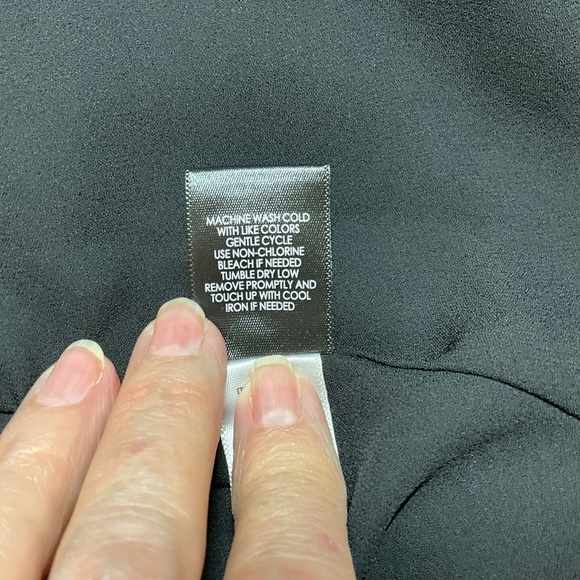 MACHINE WASH COLD
WITH LIKE COLORS
GENTLE CYCLE
USE NON-CHLORINE
BLEACH IF NEEDED
TUMBLE DRY LOW
REMOVE PROMPTLY AND
TOUCH UP WITH COOL
IRON IF NEEDED